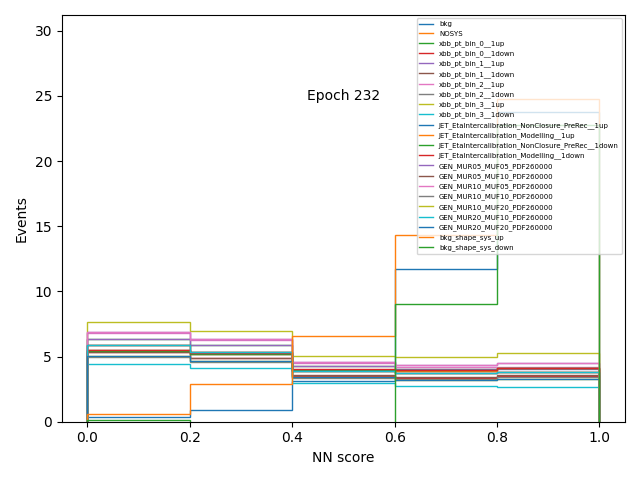 30
25
20
15
10
5
0
Events
Epoch 232
bkg
NOSYS
xbb_pt_bin_0__1up
xbb_pt_bin_0__1down
xbb_pt_bin_1__1up
xbb_pt_bin_1__1down
xbb_pt_bin_2__1up
xbb_pt_bin_2__1down
xbb_pt_bin_3__1up
xbb_pt_bin_3__1down
JET_EtaIntercalibration_NonClosure_PreRec__1up
JET_EtaIntercalibration_Modelling__1up
JET_EtaIntercalibration_NonClosure_PreRec__1down
JET_EtaIntercalibration_Modelling__1down
GEN_MUR05_MUF05_PDF260000
GEN_MUR05_MUF10_PDF260000
GEN_MUR10_MUF05_PDF260000
GEN_MUR10_MUF10_PDF260000
GEN_MUR10_MUF20_PDF260000
GEN_MUR20_MUF10_PDF260000
GEN_MUR20_MUF20_PDF260000
bkg_shape_sys_up
bkg_shape_sys_down
0.0 0.2 0.4 0.6 0.8 1.0
NN score